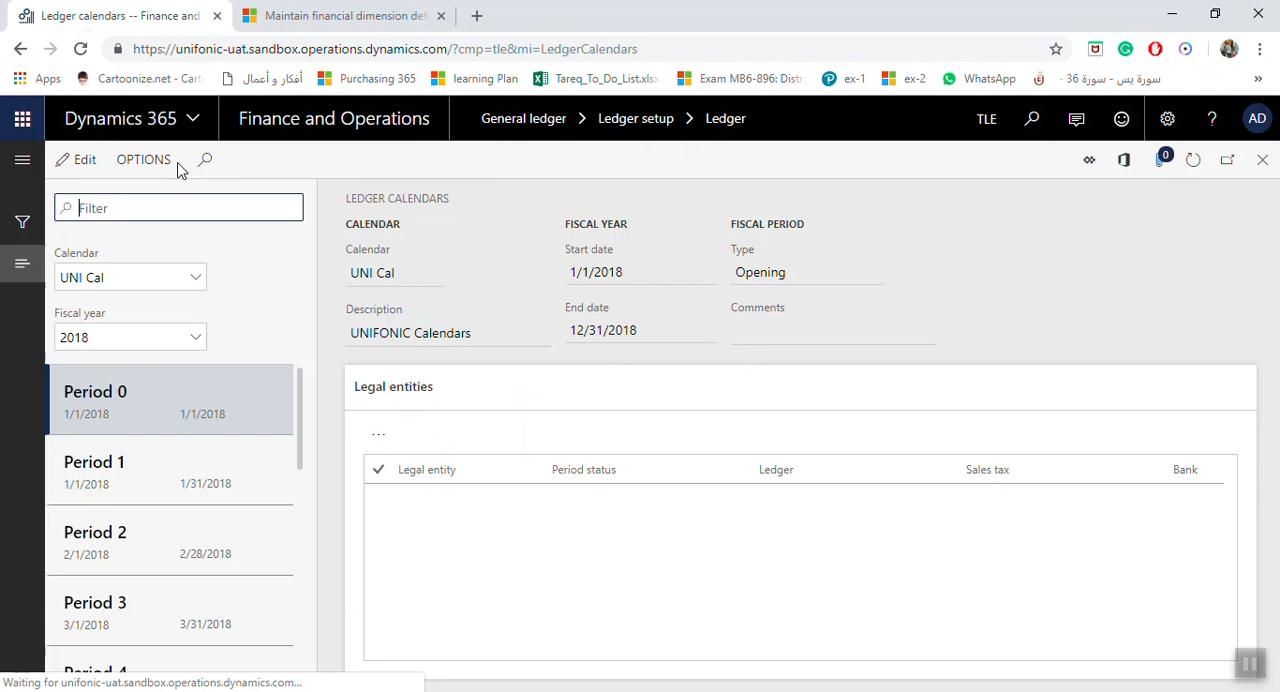 Ledger calendars -- Finance and
Maintain financial dimension def
https://unifonic-uat.sandbox.operations.dynamics.com/?cmp=tle&mi=LedgerCalendars
Apps
Cartoonize.net - Cart
أفكار و أعمال
Purchasing 365
learning Plan
Tareq_To_Do_List.xlsx
Exam MB6-896: Distr
ex-1
ex-2
WhatsApp
سورة يس - سورة 36 -
»
Dynamics 365
Finance and Operations
General ledger > Ledger setup > Ledger
TLE
?
AD
Edit
OPTIONS
0
Filter
Calendar
UNI Cal
Fiscal year
2018
Period 0
1/1/2018 1/1/2018
Period 1
1/1/2018 1/31/2018
Period 2
2/1/2018 2/28/2018
Period 3
3/1/2018 3/31/2018
Period 4
LEDGER CALENDARS
CALENDAR
Calendar
UNI Cal
Description
UNIFONIC Calendars
FISCAL YEAR
Start date
1/1/2018
End date
12/31/2018
FISCAL PERIOD
Type
Opening
Comments
Legal entities
...
Legal entity Period status Ledger Sales tax Bank
Waiting for unifonic-uat.sandbox.operations.dynamics.com...